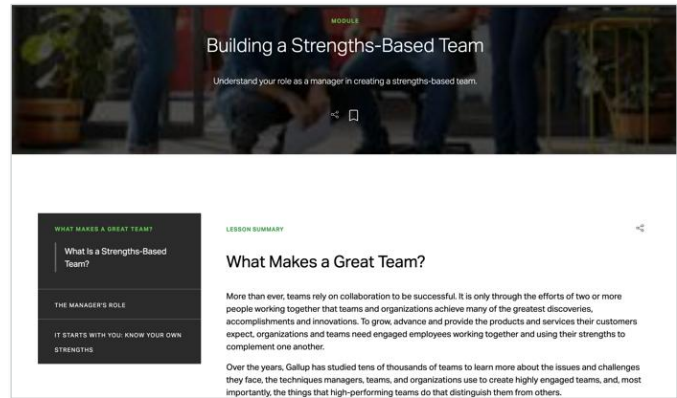 MODULE
Building a Strengths-Based Team
Understand your role as a manager in creating a strengths-based team.
WHAT MAKES A GREAT TEAM?
What Is a Strengths-Based
Team?
THE MANAGER'S ROLE
IT STARTS WITH YOU: KNOW YOUR OWN
STRENGTHS
LESSON SUMMARY
What Makes a Great Team?
More than ever, teams rely on collaboration to be successful. It is only through the efforts of two or more
people working together that teams and organizations achieve many of the greatest discoveries,
accomplishments and innovations. To grow, advance and provide the products and services their customers
expect, organizations and teams need engaged employees working together and using their strengths to
complement one another.
Over the years, Gallup has studied tens of thousands of teams to learn more about the issues and challenges
they face, the techniques managers, teams, and organizations use to create highly engaged teams, and, most
importantly, the things that high-performing teams do that distinguish them from others.